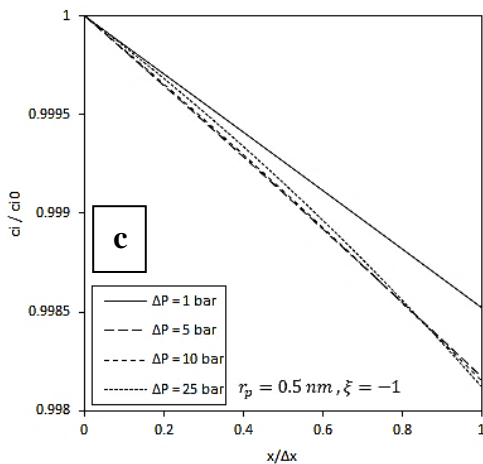 1
0.9995
0.999
0.9985
0.998
ci / ci0
c
ΔP = 1 bar
ΔP = 5 bar
ΔP = 10 bar
ΔP = 25 bar
r_p = 0.5 nm , ξ = −1
0 0.2 0.4 0.6 0.8 1
x/Δx